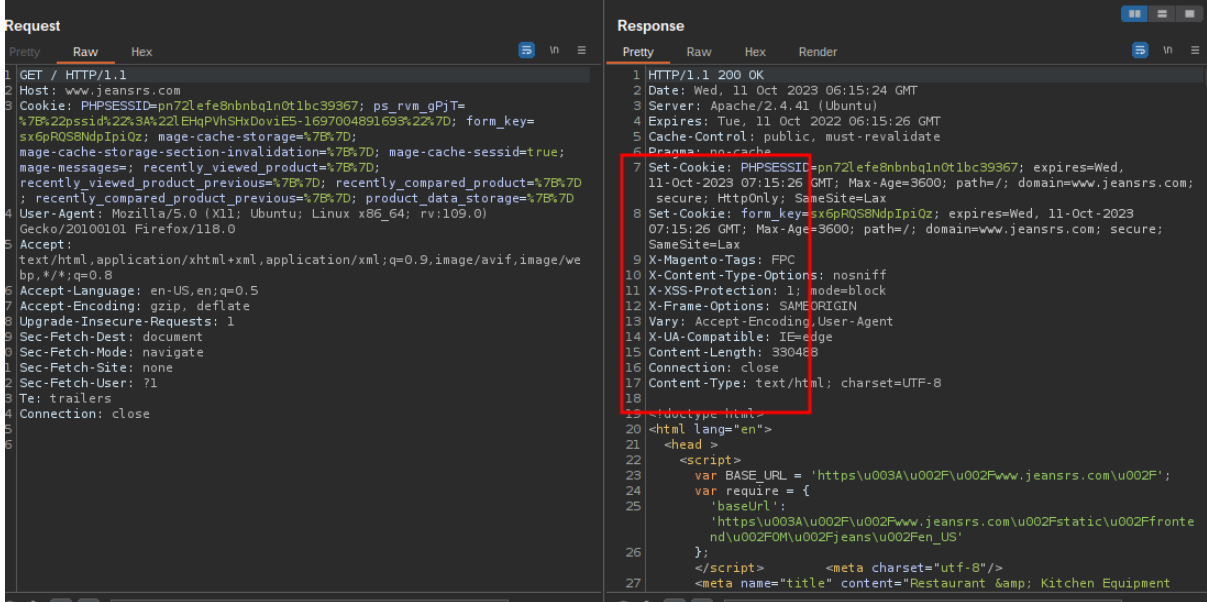 Request
Pretty Raw Hex
\n
1 GET / HTTP/1.1
2 Host: www.jeansrs.com
3 Cookie: PHPSESSID=pn72lefe8nbnbq1n0t1bc39367; ps_rvm_gPjT=
%7B%22pssid%22%3A%22lEHqPVhSHxDoviE5-1697004891693%22%7D; form_key=
sx6pRQS8NdpIpiQz; mage-cache-storage=%7B%7D;
mage-cache-storage-section-invalidation=%7B%7D; mage-cache-sessid=true;
mage-messages=; recently_viewed_product=%7B%7D;
recently_viewed_product_previous=%7B%7D; recently_compared_product=%7B%7D
; recently_compared_product_previous=%7B%7D; product_data_storage=%7B%7D
4 User-Agent: Mozilla/5.0 (X11; Ubuntu; Linux x86_64; rv:109.0)
Gecko/20100101 Firefox/118.0
5 Accept:
text/html,application/xhtml+xml,application/xml;q=0.9,image/avif,image/we
bp,*/*;q=0.8
6 Accept-Language: en-US,en;q=0.5
7 Accept-Encoding: gzip, deflate
8 Upgrade-Insecure-Requests: 1
9 Sec-Fetch-Dest: document
0 Sec-Fetch-Mode: navigate
1 Sec-Fetch-Site: none
2 Sec-Fetch-User: ?1
3 Te: trailers
4 Connection: close
5
6
Response
Pretty Raw Hex Render
\n
1 HTTP/1.1 200 OK
2 Date: Wed, 11 Oct 2023 06:15:24 GMT
3 Server: Apache/2.4.41 (Ubuntu)
4 Expires: Tue, 11 Oct 2022 06:15:26 GMT
5 Cache-Control: public, must-revalidate
6 Pragma: no-cache
7 Set-Cookie: PHPSESSID=pn72lefe8nbnbq1n0t1bc39367; expires=Wed,
11-Oct-2023 07:15:26 GMT; Max-Age=3600; path=/; domain=www.jeansrs.com;
secure; HttpOnly; SameSite=Lax
8 Set-Cookie: form_key=sx6pRQS8NdpIpiQz; expires=Wed, 11-Oct-2023
07:15:26 GMT; Max-Age=3600; path=/; domain=www.jeansrs.com; secure;
SameSite=Lax
9 X-Magento-Tags: FPC
10 X-Content-Type-Options: nosniff
11 X-XSS-Protection: 1; mode=block
12 X-Frame-Options: SAMEORIGIN
13 Vary: Accept-Encoding,User-Agent
14 X-UA-Compatible: IE=edge
15 Content-Length: 330488
16 Connection: close
17 Content-Type: text/html; charset=UTF-8
18
19 <!doctype html>
20 <html lang="en">
21 <head >
22 <script>
23 var BASE_URL = 'https\u003A\u002F\u002Fwww.jeansrs.com\u002F';
24 var require = {
25 'baseUrl':
'https\u003A\u002F\u002Fwww.jeansrs.com\u002Fstatic\u002Ffronte
nd\u002FOM\u002Fjeans\u002Fen_US'
26 };
</script> <meta charset="utf-8"/>
27 <meta name="title" content="Restaurant &amp; Kitchen Equipment